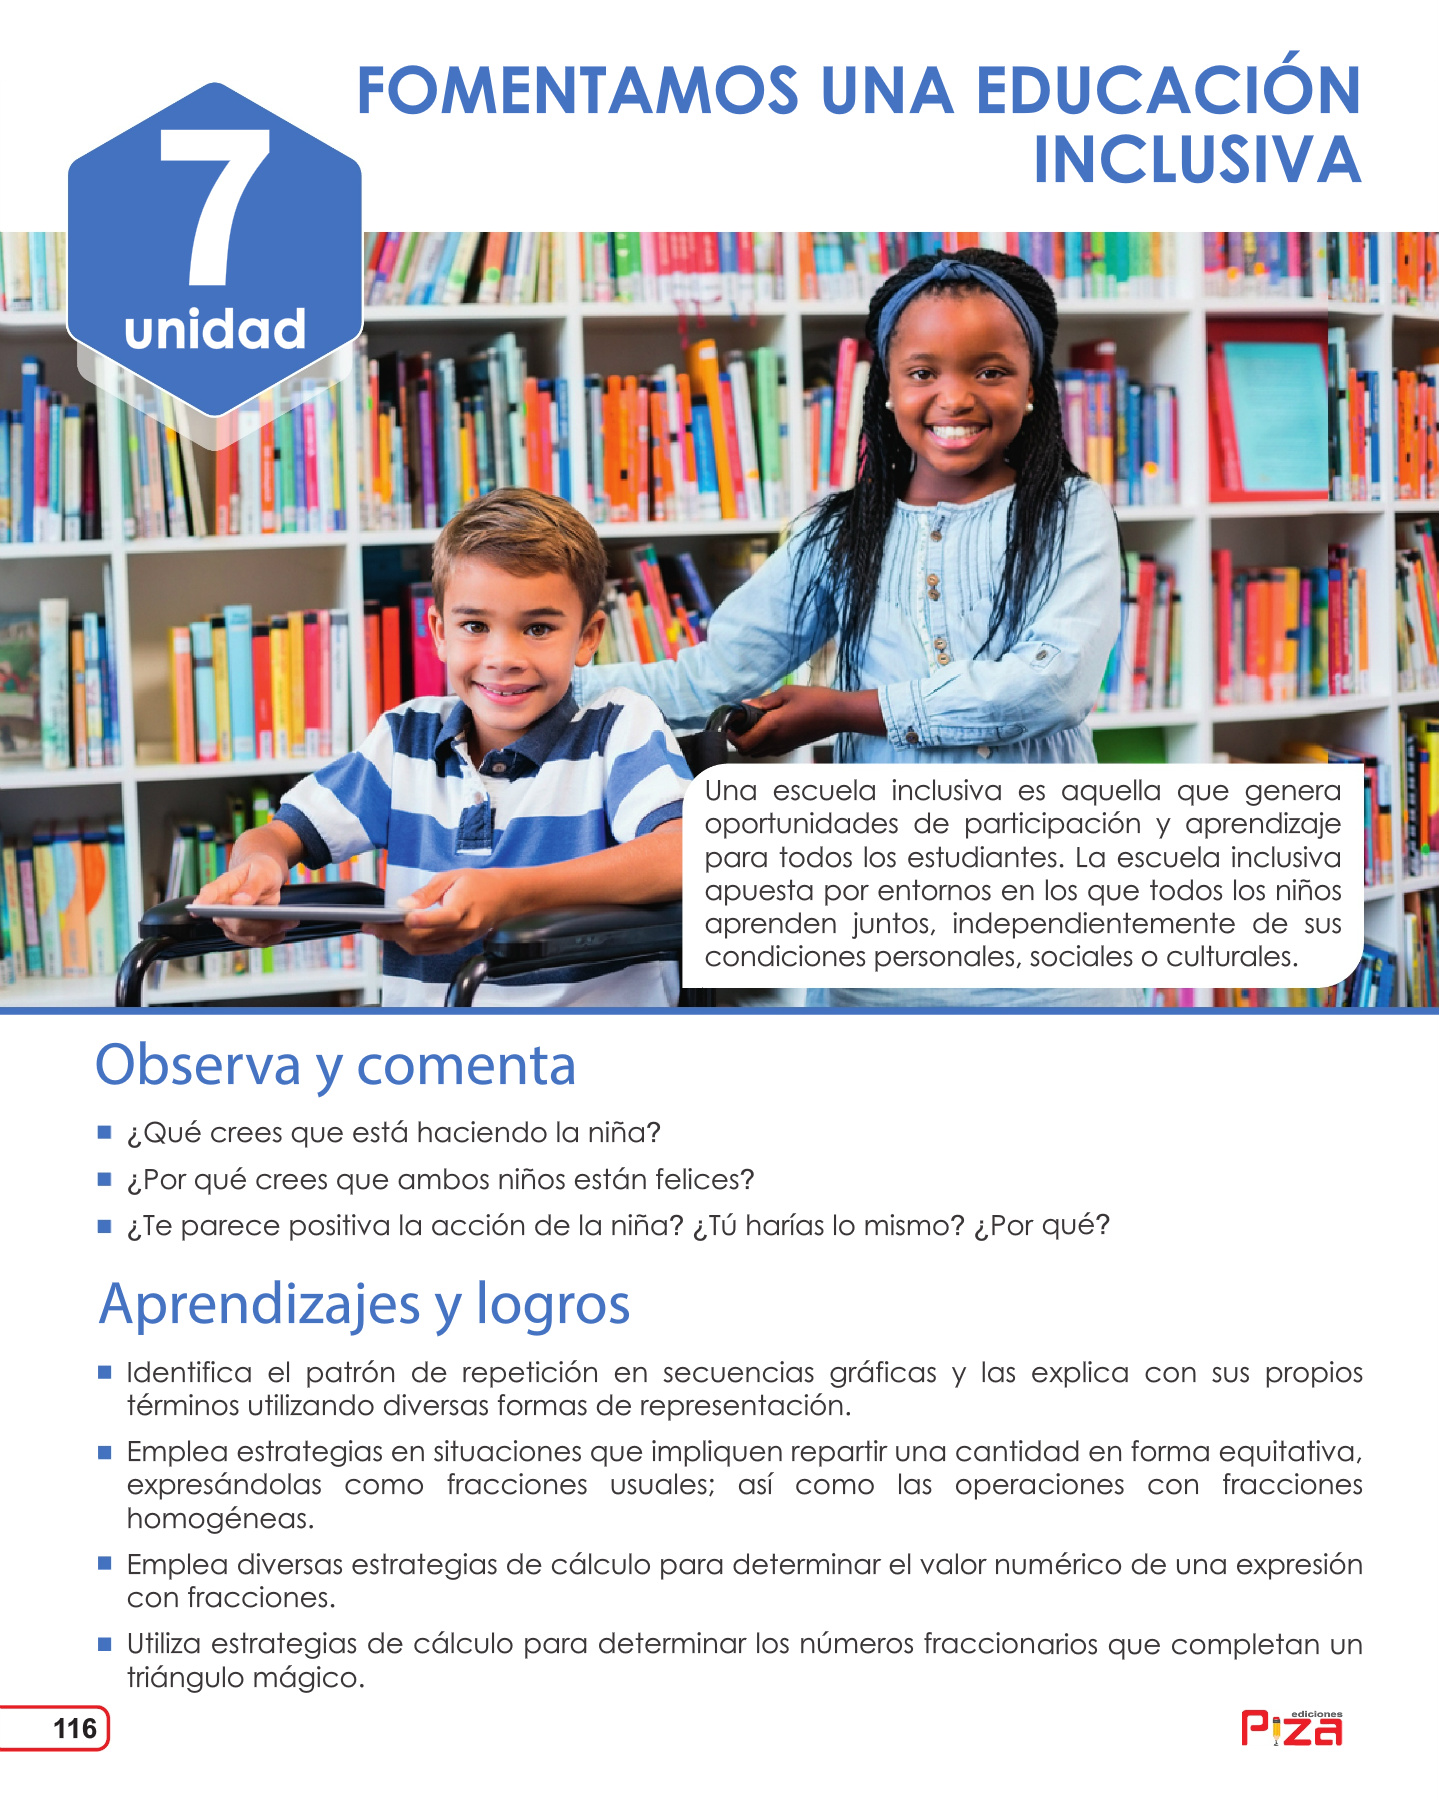 FOMENTAMOS UNA EDUCACIÓN
INCLUSIVA
7
unidad
Una escuela inclusiva es aquella que genera
oportunidades de participación y aprendizaje
para todos los estudiantes. La escuela inclusiva
apuesta por entornos en los que todos los niños
aprenden juntos, independientemente de sus
condiciones personales, sociales o culturales.
Observa y comenta
¿Qué crees que está haciendo la niña?
¿Por qué crees que ambos niños están felices?
¿Te parece positiva la acción de la niña? ¿Tú harías lo mismo? ¿Por qué?
Aprendizajes y logros
Identifica el patrón de repetición en secuencias gráficas y las explica con sus propios
términos utilizando diversas formas de representación.
Emplea estrategias en situaciones que impliquen repartir una cantidad en forma equitativa,
expresándolas como fracciones usuales; así como las operaciones con fracciones
homogéneas.
Emplea diversas estrategias de cálculo para determinar el valor numérico de una expresión
con fracciones.
Utiliza estrategias de cálculo para determinar los números fraccionarios que completan un
triángulo mágico.
116
ediciones
Piza